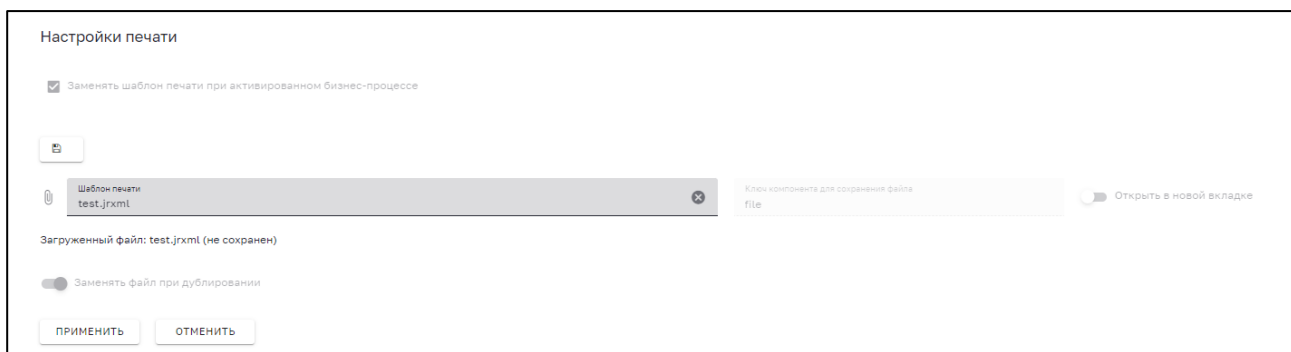 Настройки печати
Заменять шаблон печати при активированном бизнес-процессе
Шаблон печати
test.jrxml
Ключ компонента для сохранения файла
file
Открыть в новой вкладке
Загруженный файл: test.jrxml (не сохранен)
Заменять файл при дублировании
ПРИМЕНИТЬ ОТМЕНИТЬ